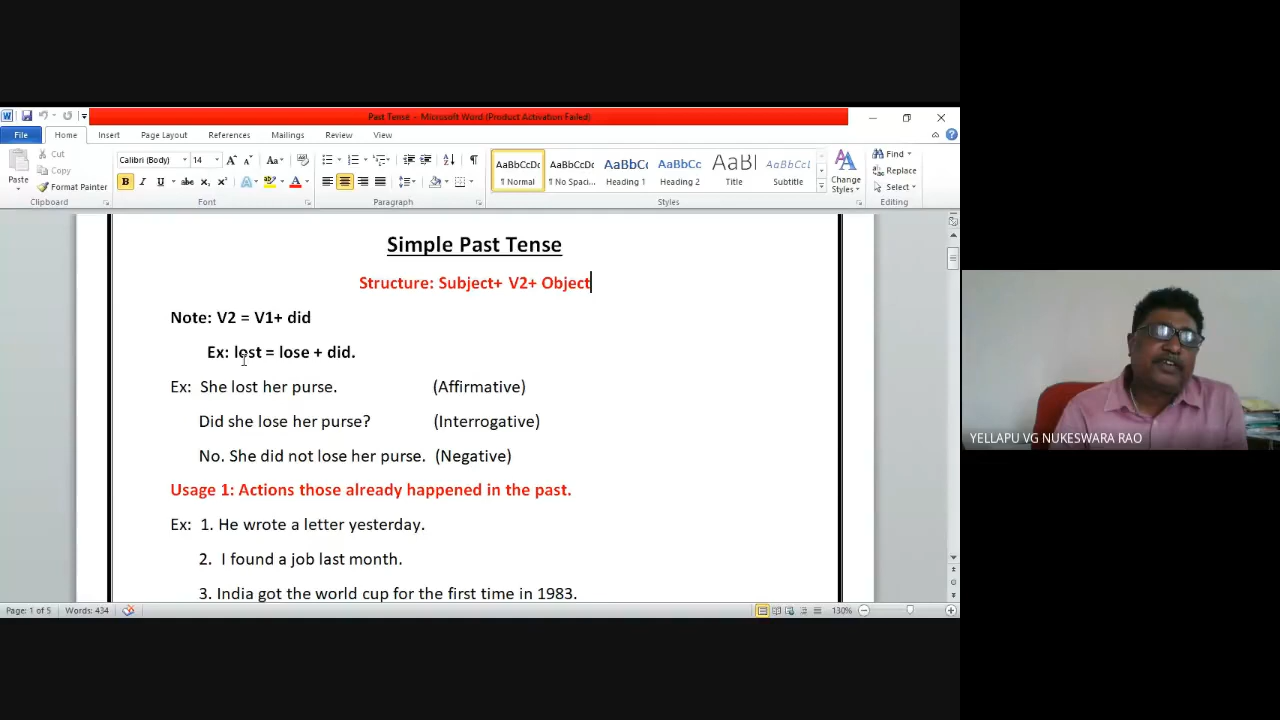 Past Tense - Microsoft Word (Product Activation Failed)
File Home Insert Page Layout References Mailings Review View
Paste Cut Copy Format Painter
Calibri (Body) 14
AaBbCcDc AaBbCcDc AaBbCc AaBbCc AaBl AaBbCcl
¶ Normal ¶ No Spaci... Heading 1 Heading 2 Title Subtitle
Change Styles
Find Replace Select
Clipboard Font Paragraph Styles Editing
Simple Past Tense
Structure: Subject+ V2+ Object
Note: V2 = V1+ did
Ex: lost = lose + did.
Ex: She lost her purse. (Affirmative)
Did she lose her purse? (Interrogative)
No. She did not lose her purse. (Negative)
Usage 1: Actions those already happened in the past.
Ex: 1. He wrote a letter yesterday.
2. I found a job last month.
3. India got the world cup for the first time in 1983.
Page: 1 of 5 Words: 434 130%
YELLAPU VG NUKESWARA RAO